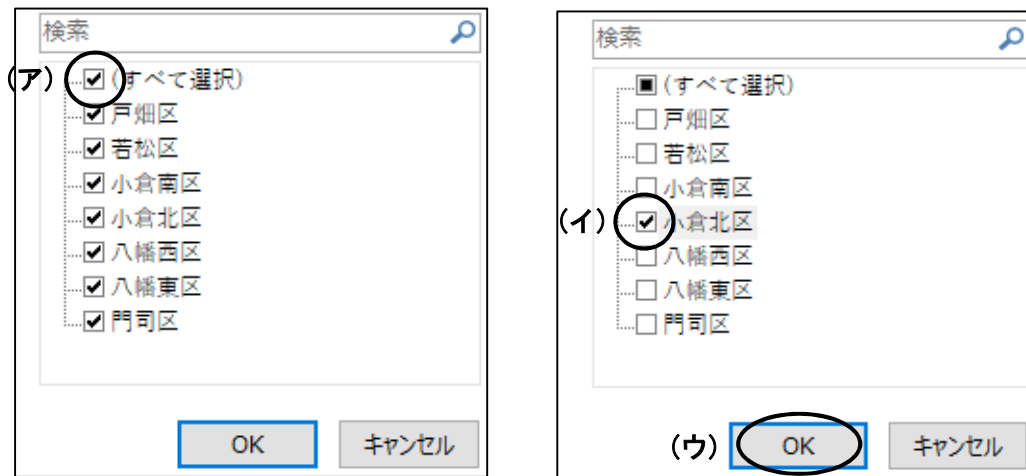 検索
(ア) (すべて選択)
戸畑区
若松区
小倉南区
小倉北区
八幡西区
八幡東区
門司区
OK キャンセル
検索
(すべて選択)
戸畑区
若松区
小倉南区
(イ) 小倉北区
八幡西区
八幡東区
門司区
(ウ) OK キャンセル